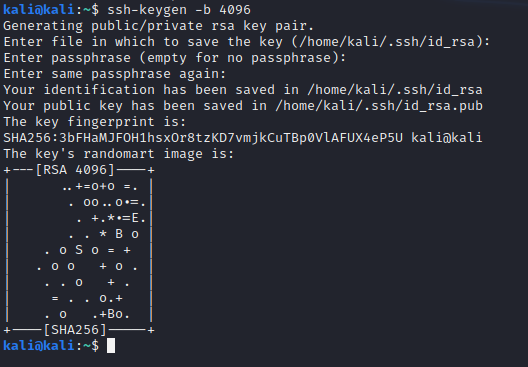 kali@kali:~$ ssh-keygen -b 4096
Generating public/private rsa key pair.
Enter file in which to save the key (/home/kali/.ssh/id_rsa):
Enter passphrase (empty for no passphrase):
Enter same passphrase again:
Your identification has been saved in /home/kali/.ssh/id_rsa
Your public key has been saved in /home/kali/.ssh/id_rsa.pub
The key fingerprint is:
SHA256:3bFHaMJFOH1hsxOr8tzKD7vmjkCuTBp0VlAFUX4eP5U kali@kali
The key's randomart image is:
+---[RSA 4096]----+
|      ..+=o+o =. |
|       . oo..o*=.|
|        . +.*.*=E.|
|       . . * B o |
|    . o S o = +  |
|   . o o   + o . |
|    . . o   + .  |
|     = . . o.+   |
|    . o   .+Bo.  |
+----[SHA256]-----+
kali@kali:~$